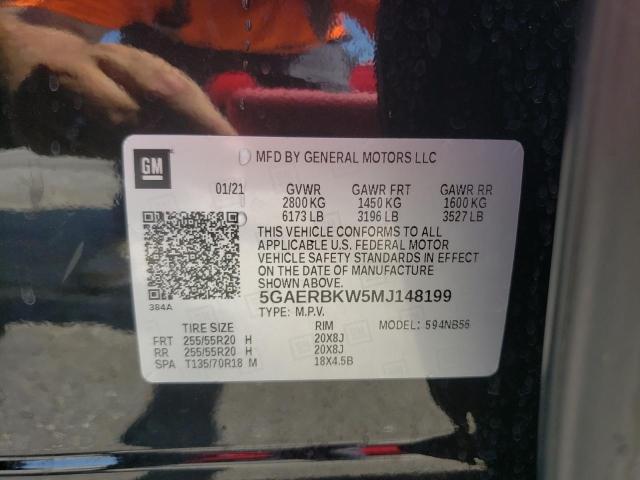 GM
MFD BY GENERAL MOTORS LLC
01/21 GVWR GAWR FRT GAWR RR
2800 KG 1450 KG 1600 KG
6173 LB 3196 LB 3527 LB
THIS VEHICLE CONFORMS TO ALL
APPLICABLE U.S. FEDERAL MOTOR
VEHICLE SAFETY STANDARDS IN EFFECT
ON THE DATE OF MANUFACTURE
SHOWN ABOVE.
384A
5GAERBKW5MJ148199
TYPE: M.P.V.
TIRE SIZE RIM MODEL: 594NB56
FRT 255/55R20 H 20X8J
RR 255/55R20 H 20X8J
SPA T135/70R18 M 18X4.5B